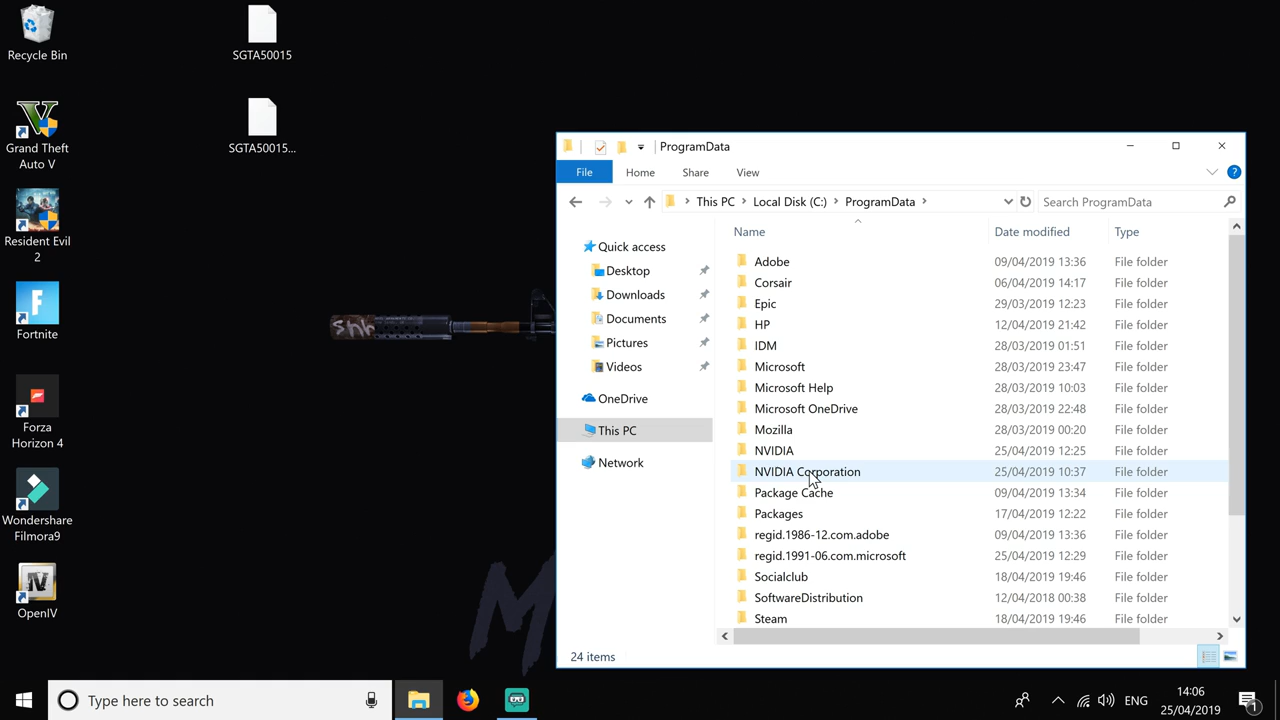 Recycle Bin
SGTA50015
Grand Theft
Auto V
SGTA50015...
Resident Evil
2
Fortnite
Forza
Horizon 4
Wondershare
Filmora9
OpenIV
shh
M
ProgramData
File Home Share View
This PC Local Disk (C:) ProgramData Search ProgramData
Quick access
Desktop
Downloads
Documents
Pictures
Videos
OneDrive
This PC
Network
Name Date modified Type
Adobe 09/04/2019 13:36 File folder
Corsair 06/04/2019 14:17 File folder
Epic 29/03/2019 12:23 File folder
HP 12/04/2019 21:42 File folder
IDM 28/03/2019 01:51 File folder
Microsoft 28/03/2019 23:47 File folder
Microsoft Help 28/03/2019 10:03 File folder
Microsoft OneDrive 28/03/2019 22:48 File folder
Mozilla 28/03/2019 00:20 File folder
NVIDIA 25/04/2019 12:25 File folder
NVIDIA Corporation 25/04/2019 10:37 File folder
Package Cache 09/04/2019 13:34 File folder
Packages 17/04/2019 12:22 File folder
regid.1986-12.com.adobe 09/04/2019 13:36 File folder
regid.1991-06.com.microsoft 25/04/2019 12:29 File folder
Socialclub 18/04/2019 19:46 File folder
SoftwareDistribution 12/04/2018 00:38 File folder
Steam 18/04/2019 19:46 File folder
24 items
Type here to search
ENG
14:06
25/04/2019
1